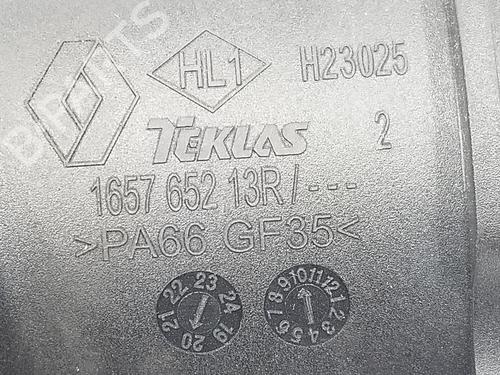 HL1 H23025
TEKLAS 2
1657 652 13R/---
>PA66 GF35<
19 20 21 22 23 24
1 2 3 4 5 6 7 8 9 10 11 12
B-PARTS